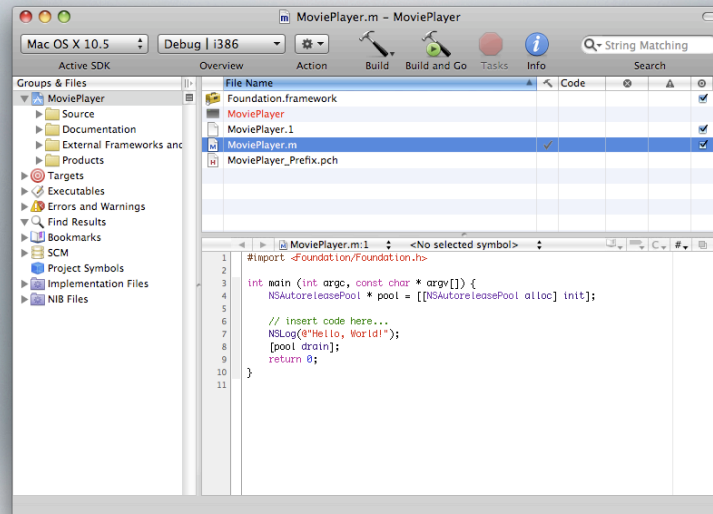 MoviePlayer.m – MoviePlayer
Mac OS X 10.5 Debug | i386 String Matching
Active SDK Overview Action Build Build and Go Tasks Info Search
Groups & Files File Name Code
MoviePlayer
Source
Documentation
External Frameworks and
Products
Targets
Executables
Errors and Warnings
Find Results
Bookmarks
SCM
Project Symbols
Implementation Files
NIB Files
Foundation.framework
MoviePlayer
MoviePlayer.1
MoviePlayer.m
MoviePlayer_Prefix.pch
MoviePlayer.m:1 <No selected symbol> C #
1 #import <Foundation/Foundation.h>
2
3 int main (int argc, const char * argv[]) {
4 NSAutoreleasePool * pool = [[NSAutoreleasePool alloc] init];
5
6 // insert code here...
7 NSLog(@"Hello, World!");
8 [pool drain];
9 return 0;
10 }
11